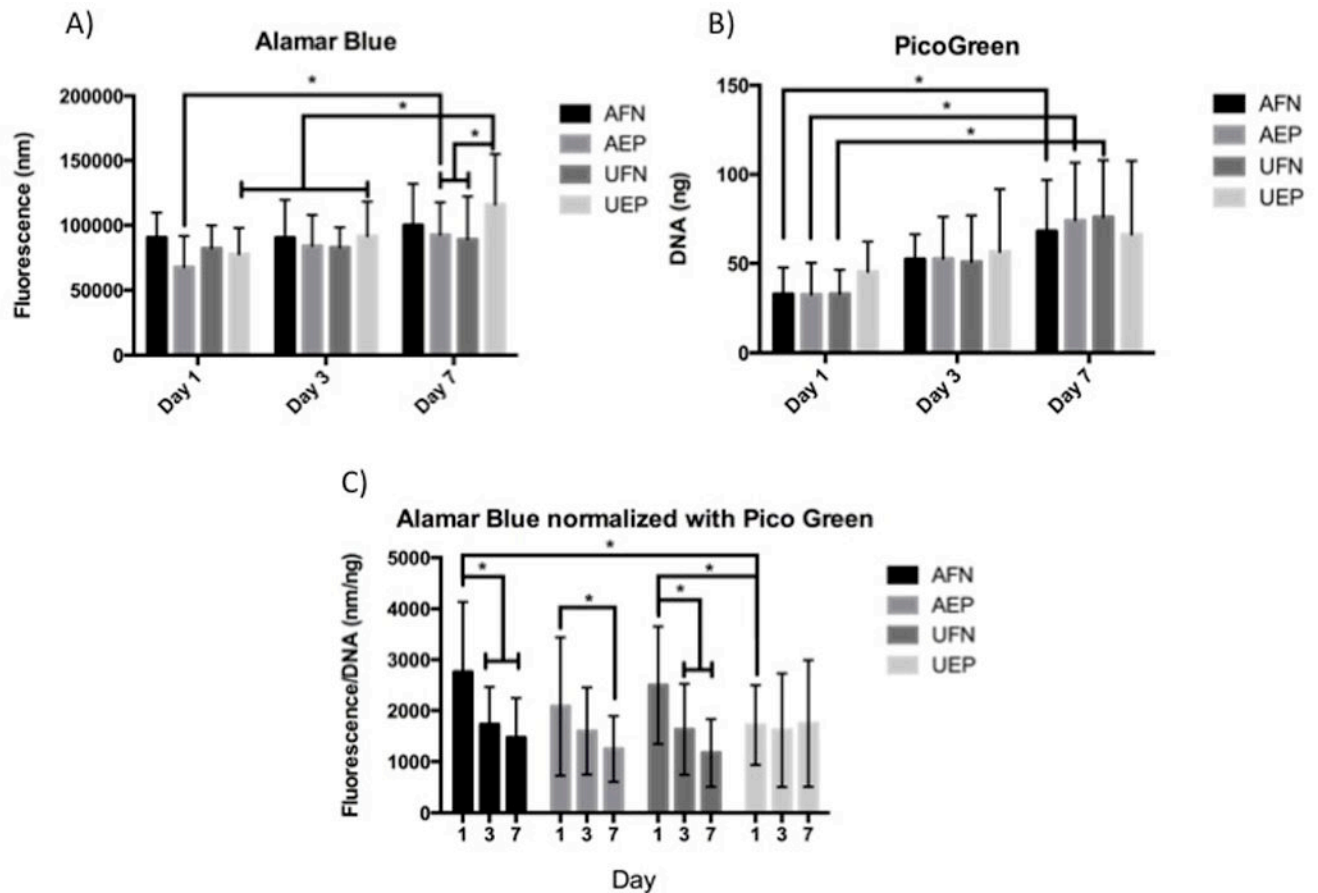 A)
Alamar Blue
*
*
*
200000
150000
100000
50000
0
Fluorescence (nm)
Day 1
Day 3
Day 7
AFN
AEP
UFN
UEP
B)
PicoGreen
*
*
*
150
100
50
0
DNA (ng)
Day 1
Day 3
Day 7
AFN
AEP
UFN
UEP
C)
Alamar Blue normalized with Pico Green
*
*
*
*
*
5000
4000
3000
2000
1000
0
Fluorescence/DNA (nm/ng)
1 3 7 1 3 7 1 3 7 1 3 7
Day
AFN
AEP
UFN
UEP